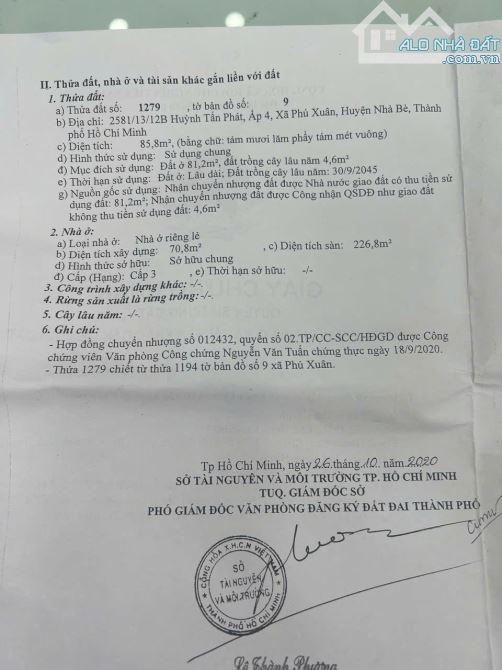 ALO NHÀ ĐẤT
II. Thửa đất, nhà ở và tài sản khác gắn liền với đất
1. Thửa đất:
a) Thửa đất số: 1279 , tờ bản đồ số: 9
b) Địa chỉ: 2581/13/12B Huỳnh Tấn Phát, Ấp 4, Xã Phú Xuân, Huyện Nhà Bè, Thành
phố Hồ Chí Minh
c) Diện tích: 85,8m², (bằng chữ: tám mươi lăm phẩy tám mét vuông)
d) Hình thức sử dụng: Sử dụng chung
đ) Mục đích sử dụng: Đất ở 81,2m², đất trồng cây lâu năm 4,6m²
e) Thời hạn sử dụng: Đất ở: Lâu dài; Đất trồng cây lâu năm: 30/9/2045
g) Nguồn gốc sử dụng: Nhận chuyển nhượng đất được Nhà nước giao đất có thu tiền sử
dụng đất: 81,2m²; Nhận chuyển nhượng đất được Công nhận QSDĐ như giao đất
không thu tiền sử dụng đất: 4,6m²
2. Nhà ở:
a) Loại nhà ở: Nhà ở riêng lẻ
b) Diện tích xây dựng: 70,8m² , c) Diện tích sàn: 226,8m²
d) Hình thức sở hữu: Sở hữu chung
đ) Cấp (Hạng): Cấp 3 , e) Thời hạn sở hữu: -/-
3. Công trình xây dựng khác: -/-.
4. Rừng sản xuất là rừng trồng: -/-.
5. Cây lâu năm: -/-.
6. Ghi chú:
- Hợp đồng chuyển nhượng số 012432, quyển số 02.TP/CC-SCC/HĐGD được Công
chứng viên Văn phòng Công chứng Nguyễn Văn Tuấn chứng thực ngày 18/9/2020.
- Thửa 1279 chiết từ thửa 1194 tờ bản đồ số 9 xã Phú Xuân.
Tp Hồ Chí Minh, ngày 26 tháng 10 năm 2020
SỞ TÀI NGUYÊN VÀ MÔI TRƯỜNG TP. HỒ CHÍ MINH
TUQ. GIÁM ĐỐC SỞ
PHÓ GIÁM ĐỐC VĂN PHÒNG ĐĂNG KÝ ĐẤT ĐAI THÀNH PHỐ
CỘNG HÒA X.H.C.N VIỆT NAM
SỞ
TÀI NGUYÊN
VÀ MÔI TRƯỜNG
THÀNH PHỐ HỒ CHÍ MINH
Lê Thành Phương